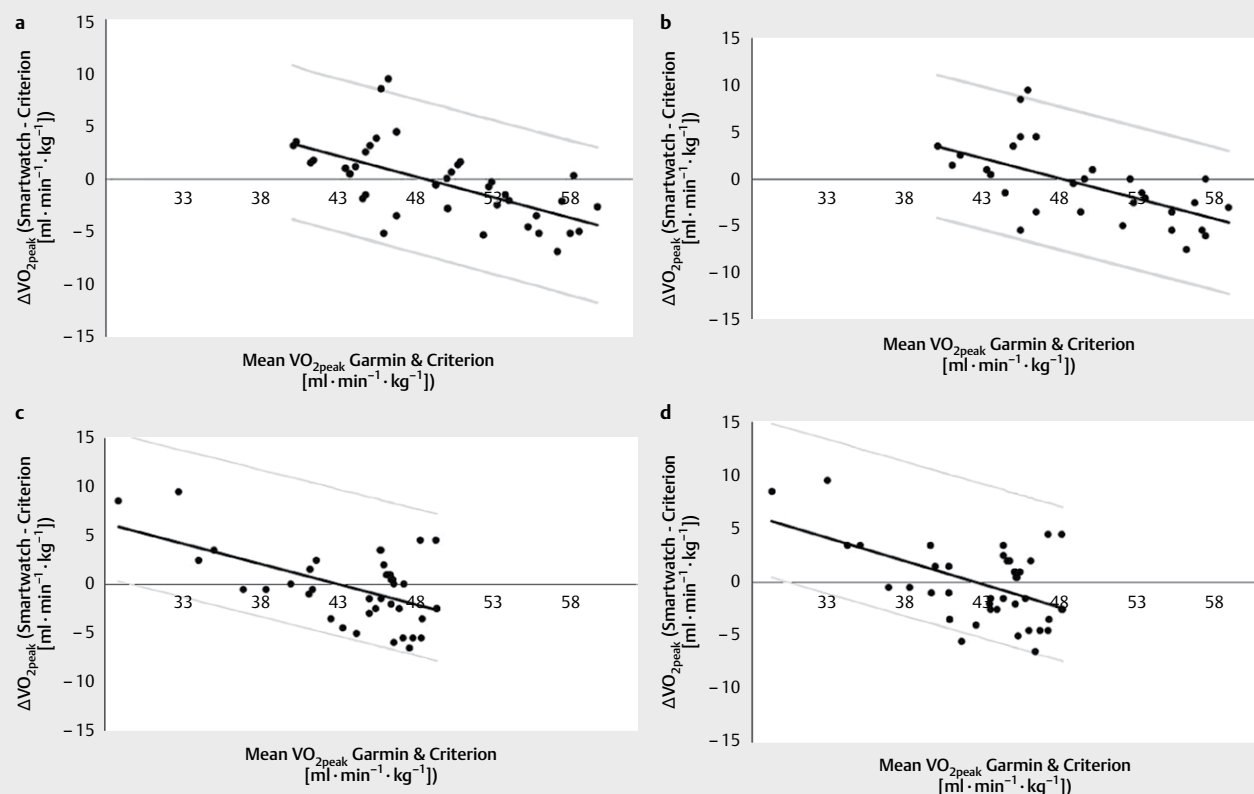 a
15
10
5
0
– 5
– 10
– 15
33
38
43
48
53
58
ΔVO2peak (Smartwatch - Criterion
[ml · min−1 · kg−1])
Mean VO2peak Garmin & Criterion
[ml · min−1 · kg−1])
b
15
10
5
0
– 5
– 10
– 15
33
38
43
48
53
58
ΔVO2peak (Smartwatch - Criterion
[ml · min−1 · kg−1])
Mean VO2peak Garmin & Criterion
[ml · min−1 · kg−1])
c
15
10
5
0
– 5
– 10
– 15
33
38
43
48
53
58
ΔVO2peak (Smartwatch - Criterion
[ml · min−1 · kg−1])
Mean VO2peak Garmin & Criterion
[ml · min−1 · kg−1])
d
15
10
5
0
– 5
– 10
– 15
33
38
43
48
53
58
ΔVO2peak (Smartwatch - Criterion
[ml · min−1 · kg−1])
Mean VO2peak Garmin & Criterion
[ml · min−1 · kg−1])